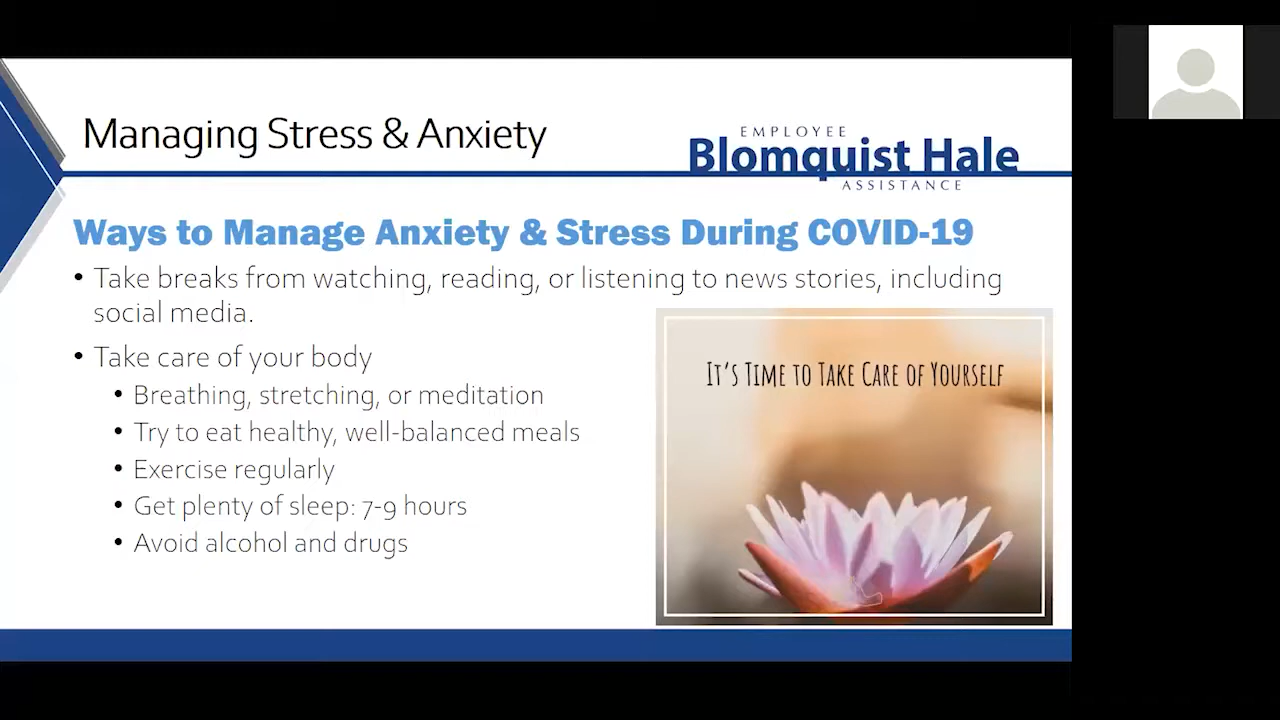 Managing Stress & Anxiety
EMPLOYEE
Blomquist Hale
ASSISTANCE
Ways to Manage Anxiety & Stress During COVID-19
• Take breaks from watching, reading, or listening to news stories, including
social media.
• Take care of your body
• Breathing, stretching, or meditation
• Try to eat healthy, well-balanced meals
• Exercise regularly
• Get plenty of sleep: 7-9 hours
• Avoid alcohol and drugs
It's Time to Take Care of Yourself